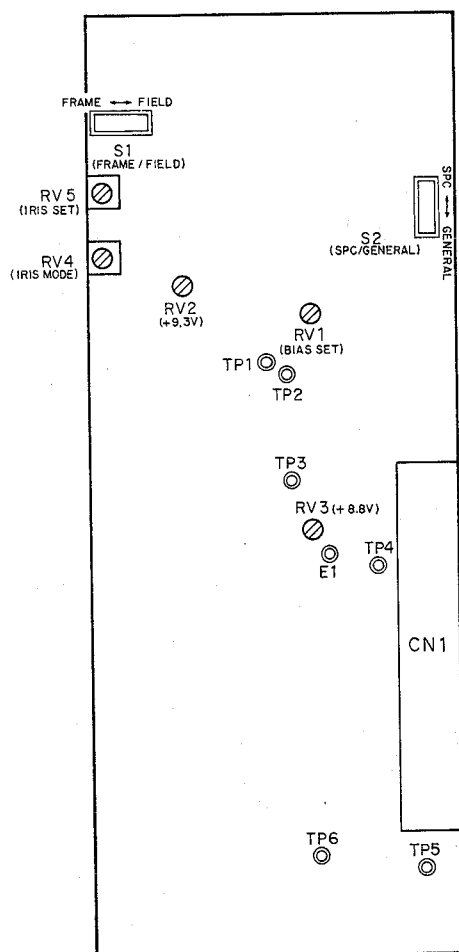 FRAME ↔ FIELD
S1
(FRAME / FIELD)
RV5
(IRIS SET)
SPC ↔ GENERAL
S2
(SPC/GENERAL)
RV4
(IRIS MODE)
RV2
(+9.3V)
RV1
(BIAS SET)
TP1
TP2
TP3
RV3 (+8.8V)
E1
TP4
CN1
TP6
TP5